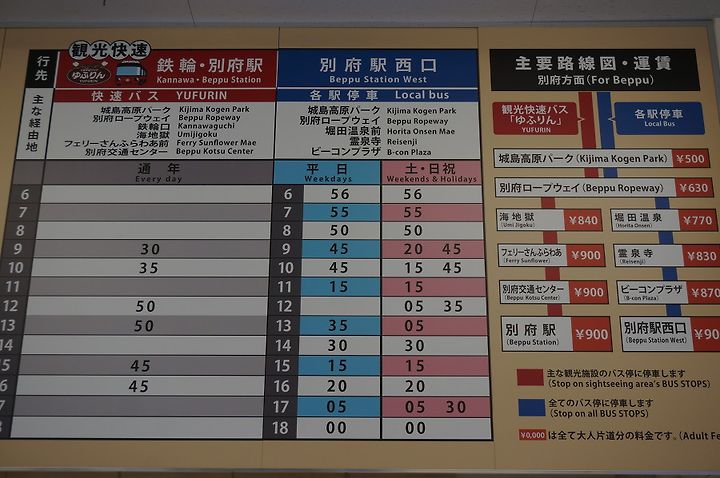 観光快速
ゆふりん
YUFURIN
行先
鉄輪・別府駅
Kannawa・Beppu Station
別府駅西口
Beppu Station West
主な経由地
快速バス YUFURIN
各駅停車 Local bus
城島高原パーク Kijima Kogen Park
別府ロープウェイ Beppu Ropeway
鉄輪口 Kannawaguchi
海地獄 Umijigoku
フェリーさんふらわあ前 Ferry Sunflower Mae
別府交通センター Beppu Kotsu Center
城島高原パーク Kijima Kogen Park
別府ロープウェイ Beppu Ropeway
堀田温泉前 Horita Onsen Mae
霊泉寺 Reisenji
ビーコンプラザ B-con Plaza
通年
Every day
平日
Weekdays
土・日祝
Weekends & Holidays
6 6 56 56
7 7 55 55
8 8 50 50
9 30 9 45 20 45
10 35 10 45 15 45
11 11 15 15
12 50 12 05 35
13 50 13 35 05
14 14 30 30
15 45 15 15 15
6 45 16 20 20
7 17 05 05 30
18 00 00
主要路線図・運賃
別府方面(For Beppu)
観光快速バス
「ゆふりん」
YUFURIN
各駅停車
Local Bus
城島高原パーク(Kijima Kogen Park) ¥500
別府ロープウェイ(Beppu Ropeway) ¥630
海地獄
(Umi Jigoku)
¥840
堀田温泉
(Horita Onsen)
¥770
フェリーさんふらわあ
(Ferry Sunflower)
¥900
霊泉寺
(Reisenji)
¥830
別府交通センター
(Beppu Kotsu Center)
¥900
ビーコンプラザ
(B-con Plaza)
¥870
別府駅
(Beppu Station)
¥900
別府駅西口
(Beppu Station West)
¥900
主な観光施設のバス停に停車します
(Stop on sightseeing area's BUS STOPS)
全てのバス停に停車します
(Stop on all BUS STOPS)
¥0,000 は全て大人片道分の料金です。(Adult Fe